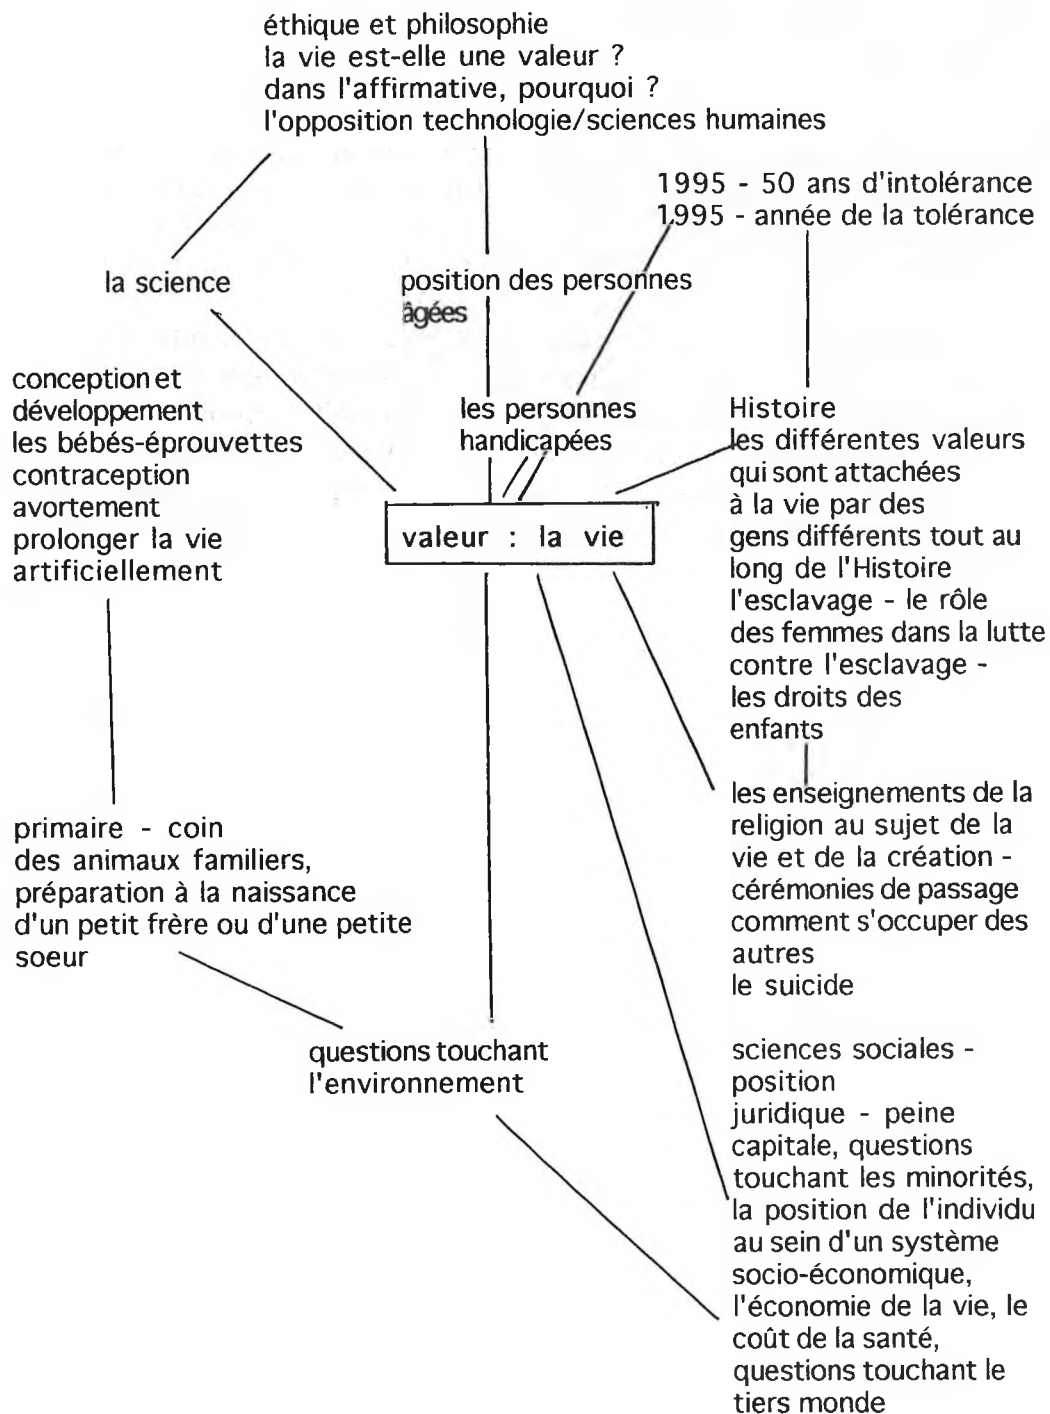 éthique et philosophie
la vie est-elle une valeur ?
dans l'affirmative, pourquoi ?
l'opposition technologie/sciences humaines
1995 - 50 ans d'intolérance
1995 - année de la tolérance
la science
position des personnes
âgées
conception et
développement
les bébés-éprouvettes
contraception
avortement
prolonger la vie
artificiellement
les personnes
handicapées
Histoire
les différentes valeurs
qui sont attachées
à la vie par des
gens différents tout au
long de l'Histoire
l'esclavage - le rôle
des femmes dans la lutte
contre l'esclavage -
les droits des
enfants
valeur : la vie
les enseignements de la
religion au sujet de la
vie et de la création -
cérémonies de passage
comment s'occuper des
autres
le suicide
primaire - coin
des animaux familiers,
préparation à la naissance
d'un petit frère ou d'une petite
soeur
questions touchant
l'environnement
sciences sociales -
position
juridique - peine
capitale, questions
touchant les minorités,
la position de l'individu
au sein d'un système
socio-économique,
l'économie de la vie, le
coût de la santé,
questions touchant le
tiers monde